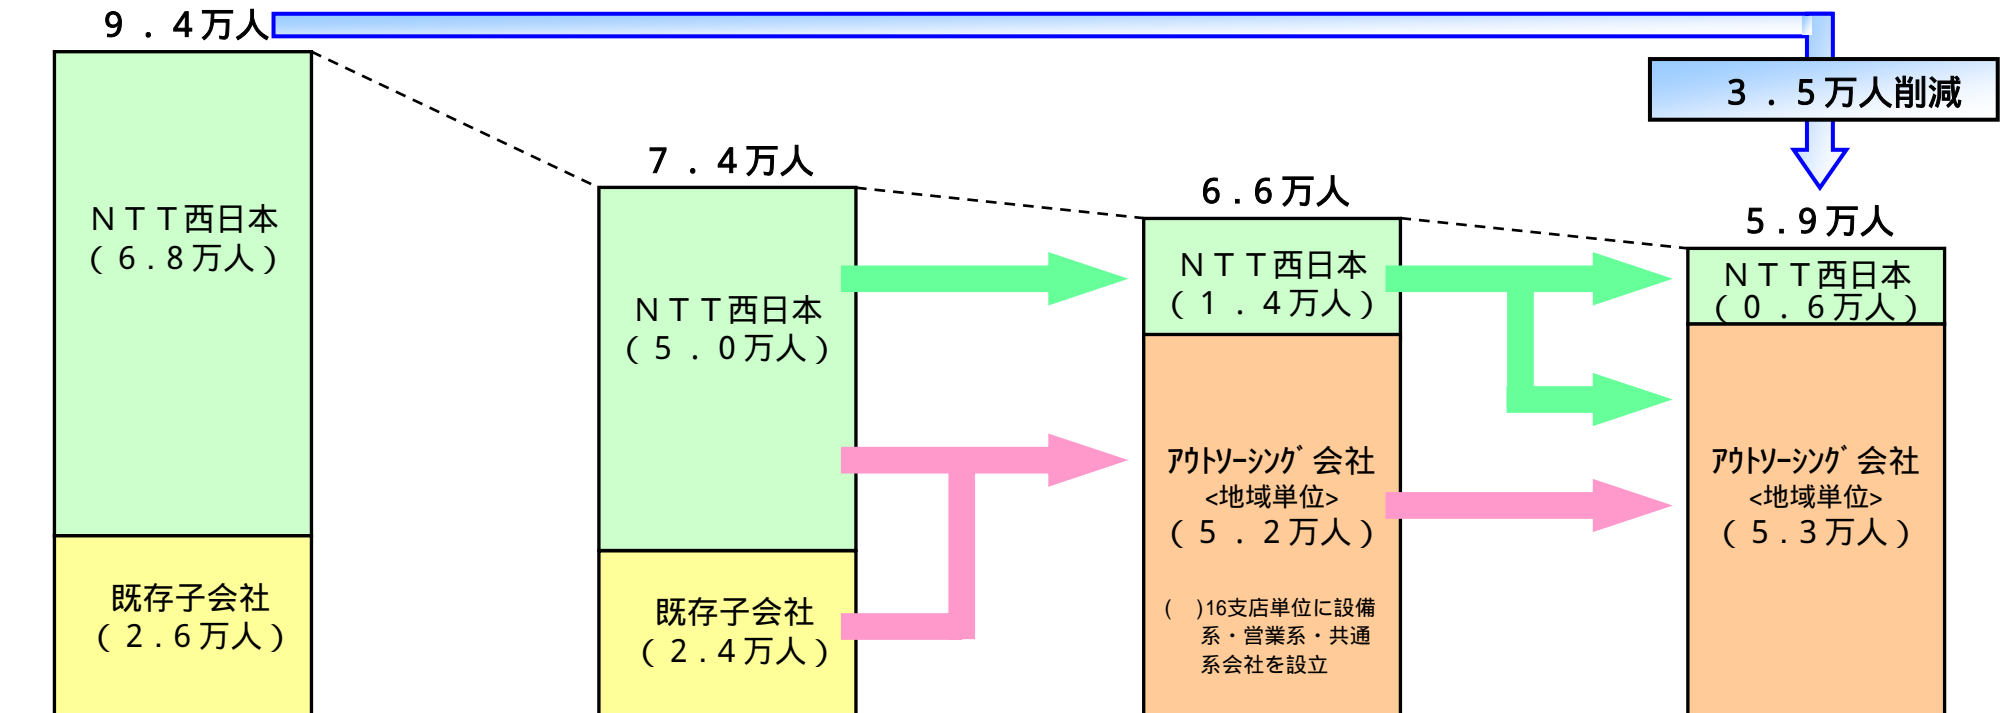 ９．４万人
３．５万人削減
７．４万人
６．６万人
５．９万人
ＮＴＴ西日本
（６．８万人）
既存子会社
（２．６万人）
ＮＴＴ西日本
（５．０万人）
既存子会社
（２．４万人）
ＮＴＴ西日本
（１．４万人）
ｱｳﾄｿｰｼﾝｸﾞ会社
<地域単位>
（５．２万人）
(　)16支店単位に設備
系・営業系・共通
系会社を設立
ＮＴＴ西日本
（０．６万人）
ｱｳﾄｿｰｼﾝｸﾞ会社
<地域単位>
（５．３万人）